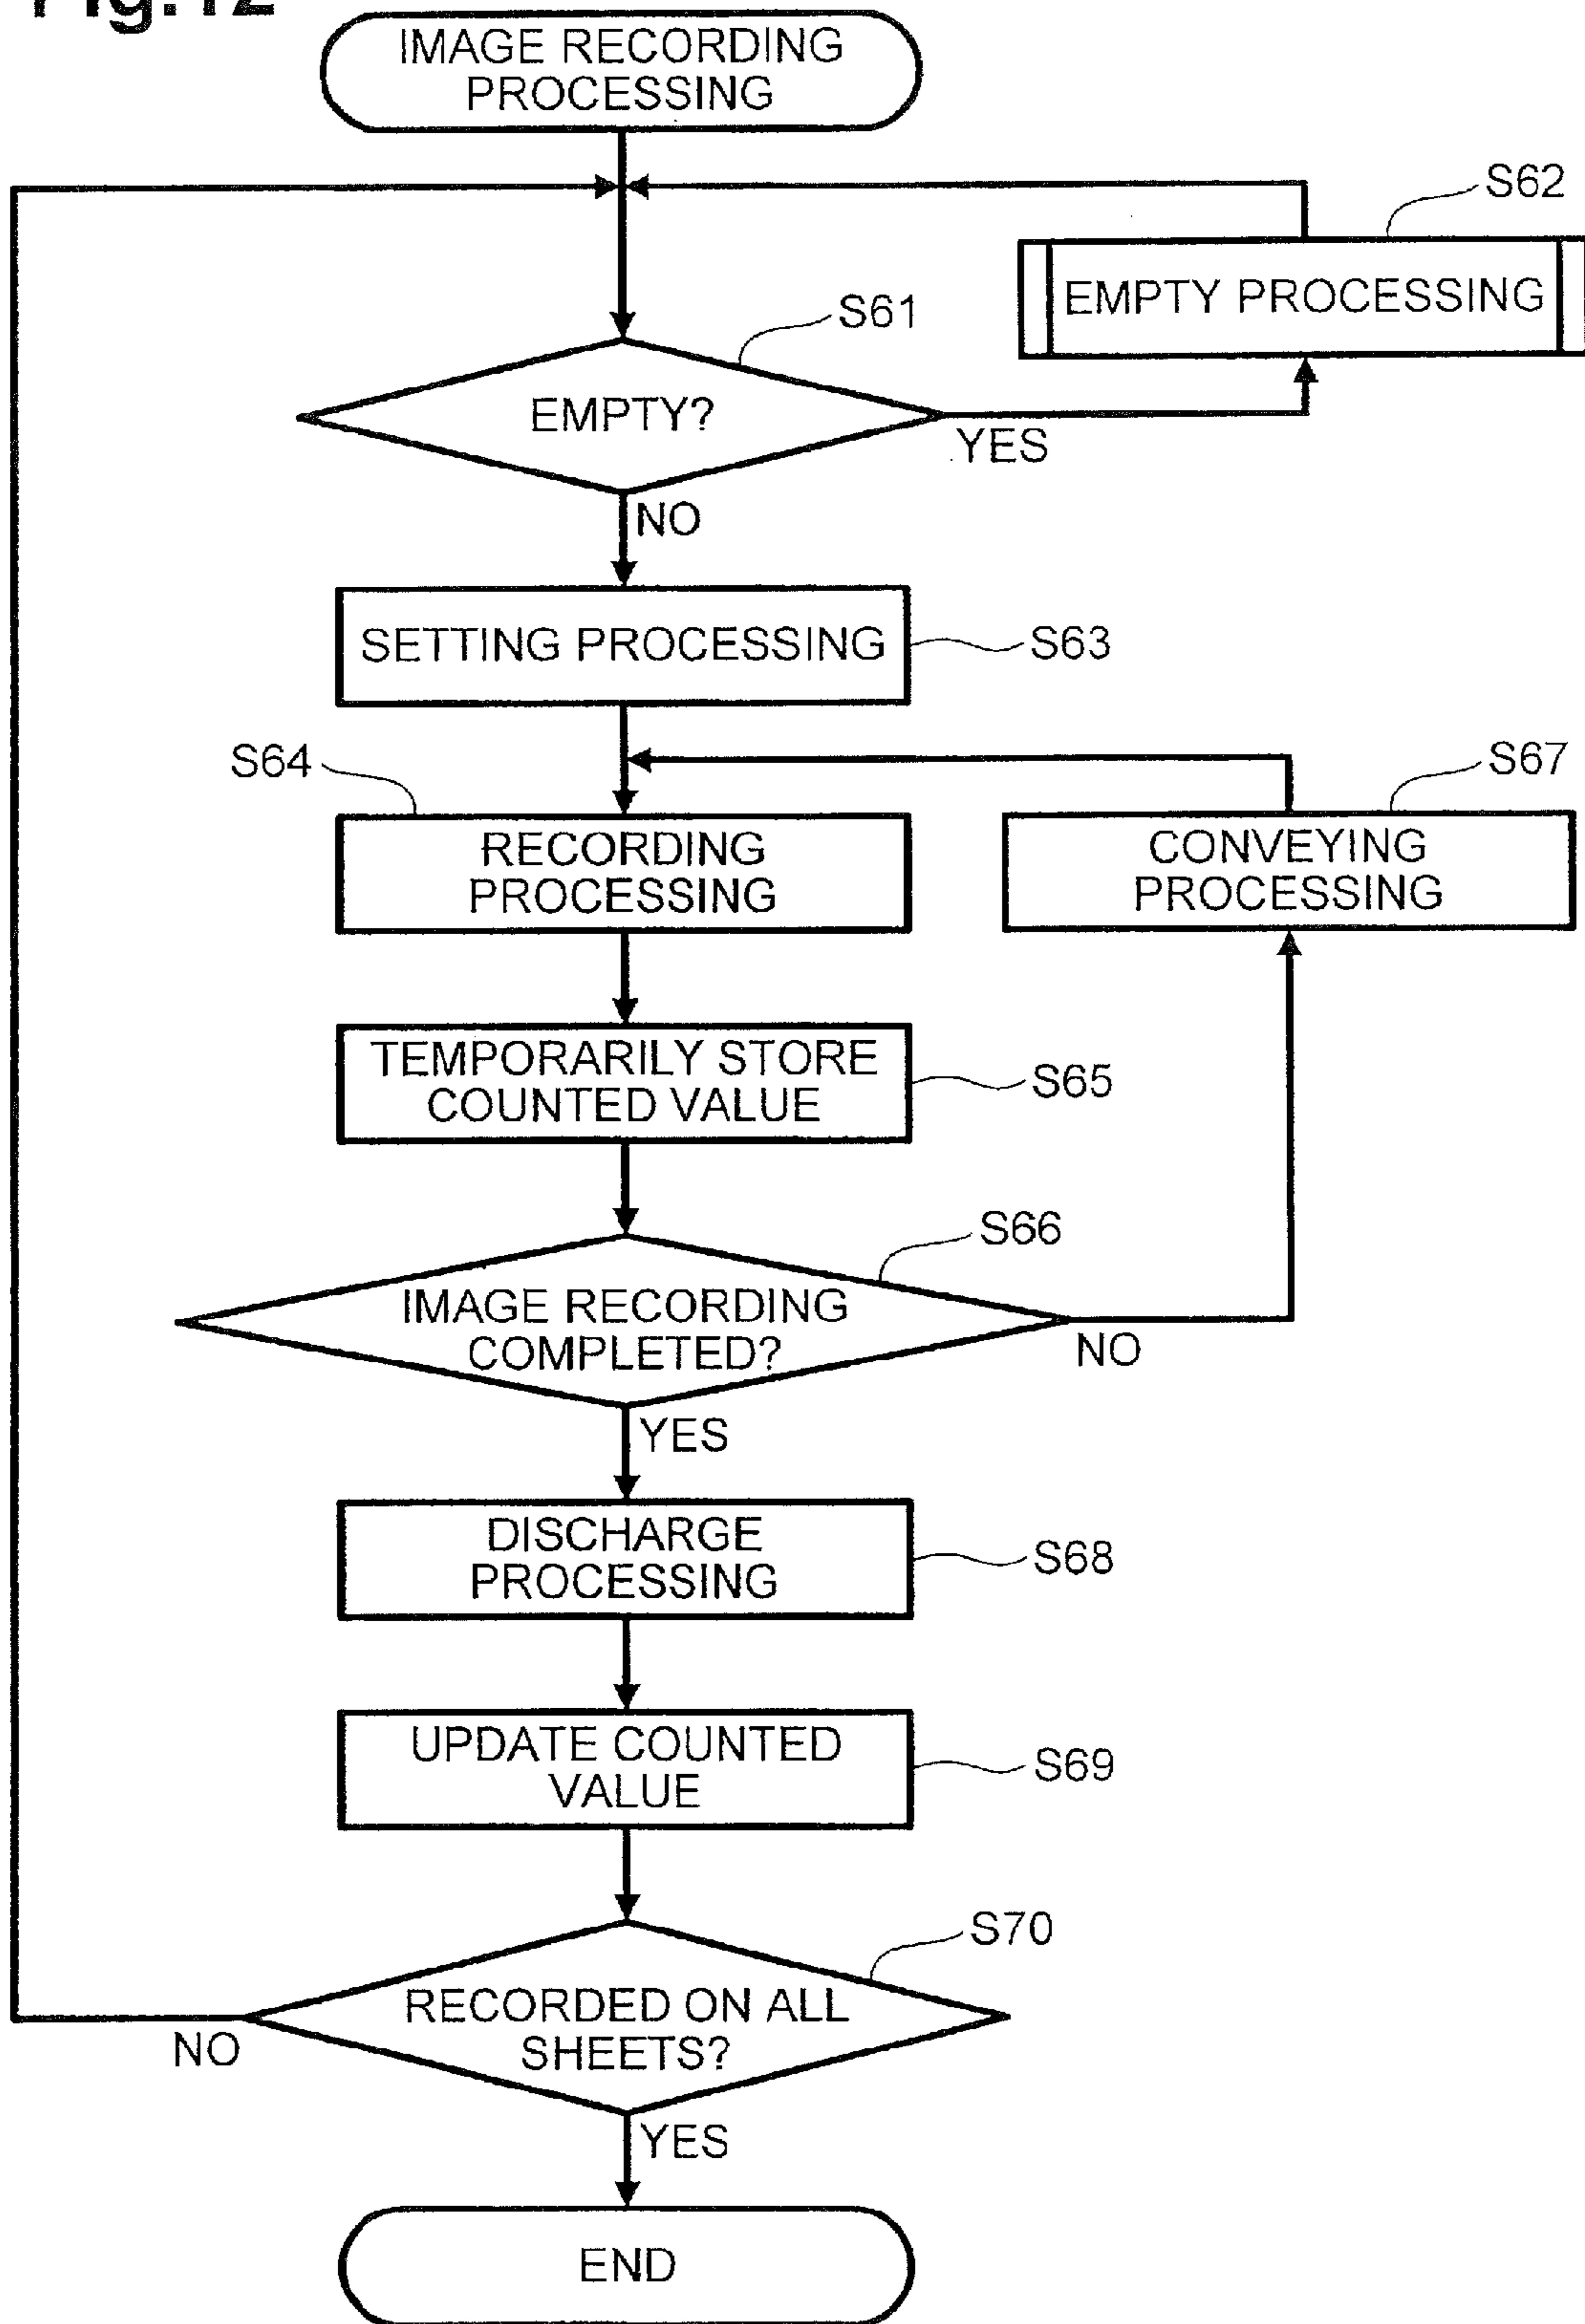 Fig.12
IMAGE RECORDING
PROCESSING
S62
EMPTY PROCESSING
S61
EMPTY?
YES
NO
SETTING PROCESSING
S63
S64
S67
RECORDING
PROCESSING
CONVEYING
PROCESSING
TEMPORARILY STORE
COUNTED VALUE
S65
S66
IMAGE RECORDING
COMPLETED?
NO
YES
DISCHARGE
PROCESSING
S68
UPDATE COUNTED
VALUE
S69
S70
RECORDED ON ALL
SHEETS?
NO
YES
END